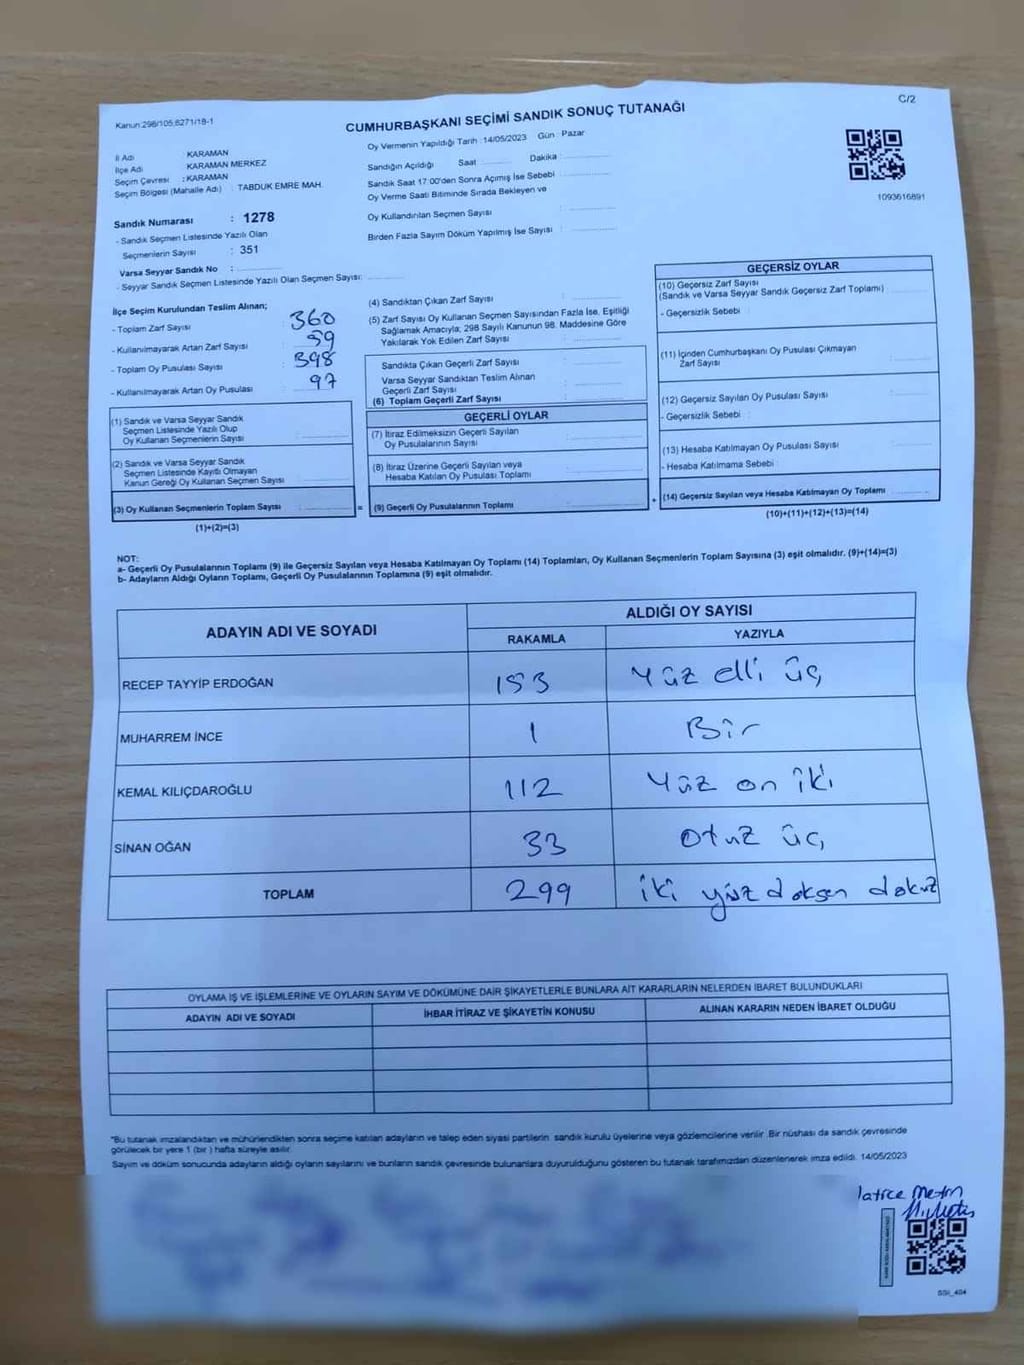 Kanun:298/105,6271/18-1
C/2
CUMHURBAŞKANI SEÇİMİ SANDIK SONUÇ TUTANAĞI
İl Adı KARAMAN
İlçe Adı KARAMAN MERKEZ
Seçim Çevresi : KARAMAN
Seçim Bölgesi (Mahalle Adı) : TABDUK EMRE MAH.
Oy Vermenin Yapıldığı Tarih : 14/05/2023 Gün : Pazar
Sandığın Açıldığı Saat Dakika :
Sandık Saat 17:00'den Sonra Açımış İse Sebebi
Oy Verme Saati Bitiminde Sırada Bekleyen ve
Oy Kullandırılan Seçmen Sayısı :
Birden Fazla Sayım Döküm Yapılmış İse Sayısı :
1093616891
Sandık Numarası : 1278
- Sandık Seçmen Listesinde Yazılı Olan
Seçmenlerin Sayısı : 351
Varsa Seyyar Sandık No :
- Seyyar Sandık Seçmen Listesinde Yazılı Olan Seçmen Sayısı:
İlçe Seçim Kurulundan Teslim Alınan;
- Toplam Zarf Sayısı : 360
- Kullanılmayarak Artan Zarf Sayısı : 59
- Toplam Oy Pusulası Sayısı : 398
- Kullanılmayarak Artan Oy Pusulası : 97
(1) Sandık ve Varsa Seyyar Sandık
Seçmen Listesinde Yazılı Olup
Oy Kullanan Seçmenlerin Sayısı
(2) Sandık ve Varsa Seyyar Sandık
Seçmen Listesinde Kayıtlı Olmayan
Kanun Gereği Oy Kullanan Seçmen Sayısı
(3) Oy Kullanan Seçmenlerin Toplam Sayısı :
(1)+(2)=(3)
(4) Sandıktan Çıkan Zarf Sayısı :
(5) Zarf Sayısı Oy Kullanan Seçmen Sayısından Fazla İse, Eşitliği
Sağlamak Amacıyla; 298 Sayılı Kanunun 98. Maddesine Göre
Yakılarak Yok Edilen Zarf Sayısı :
Sandıkta Çıkan Geçerli Zarf Sayısı :
Varsa Seyyar Sandıktan Teslim Alınan
Geçerli Zarf Sayısı
(6) Toplam Geçerli Zarf Sayısı :
GEÇERLİ OYLAR
(7) İtiraz Edilmeksizin Geçerli Sayılan
Oy Pusulalarının Sayısı
(8) İtiraz Üzerine Geçerli Sayılan veya
Hesaba Katılan Oy Pusulası Toplamı
= (9) Geçerli Oy Pusulalarının Toplamı
GEÇERSİZ OYLAR
(10) Geçersiz Zarf Sayısı
(Sandık ve Varsa Seyyar Sandık Geçersiz Zarf Toplamı)
- Geçersizlik Sebebi :
(11) İçinden Cumhurbaşkanı Oy Pusulası Çıkmayan
Zarf Sayısı
(12) Geçersiz Sayılan Oy Pusulası Sayısı
- Geçersizlik Sebebi :
(13) Hesaba Katılmayan Oy Pusulası Sayısı
- Hesaba Katılmama Sebebi :
+ (14) Geçersiz Sayılan veya Hesaba Katılmayan Oy Toplamı
(10)+(11)+(12)+(13)=(14)
NOT:
a- Geçerli Oy Pusulalarının Toplamı (9) ile Geçersiz Sayılan veya Hesaba Katılmayan Oy Toplamı (14) Toplamları, Oy Kullanan Seçmenlerin Toplam Sayısına (3) eşit olmalıdır. (9)+(14)=(3)
b- Adayların Aldığı Oyların Toplamı, Geçerli Oy Pusulalarının Toplamına (9) eşit olmalıdır.
ADAYIN ADI VE SOYADI ALDIĞI OY SAYISI
RAKAMLA YAZIYLA
RECEP TAYYİP ERDOĞAN 153 Yüz elli üç
MUHARREM İNCE 1 Bir
KEMAL KILIÇDAROĞLU 112 Yüz on iki
SİNAN OĞAN 33 otuz üç
TOPLAM 299 iki yüz doksan dokuz
OYLAMA İŞ VE İŞLEMLERİNE VE OYLARIN SAYIM VE DÖKÜMÜNE DAİR ŞİKAYETLERLE BUNLARA AİT KARARLARIN NELERDEN İBARET BULUNDUKLARI
ADAYIN ADI VE SOYADI İHBAR İTİRAZ VE ŞİKAYETİN KONUSU ALINAN KARARIN NEDEN İBARET OLDUĞU
*Bu tutanak imzalandıktan ve mühürlendikten sonra seçime katılan adayların ve talep eden siyasi partilerin sandık kurulu üyelerine veya gözlemcilerine verilir. Bir nüshası da sandık çevresinde
görülecek bir yere 1 (bir) hafta süreyle asılır.
Sayım ve döküm sonucunda adayların aldığı oyların sayılarını ve bunların sandık çevresinde bulunanlara duyurulduğunu gösteren bu tutanak tarafımızdan düzenlenerek imza edildi. 14/05/2023
latice Metin
SSI_404